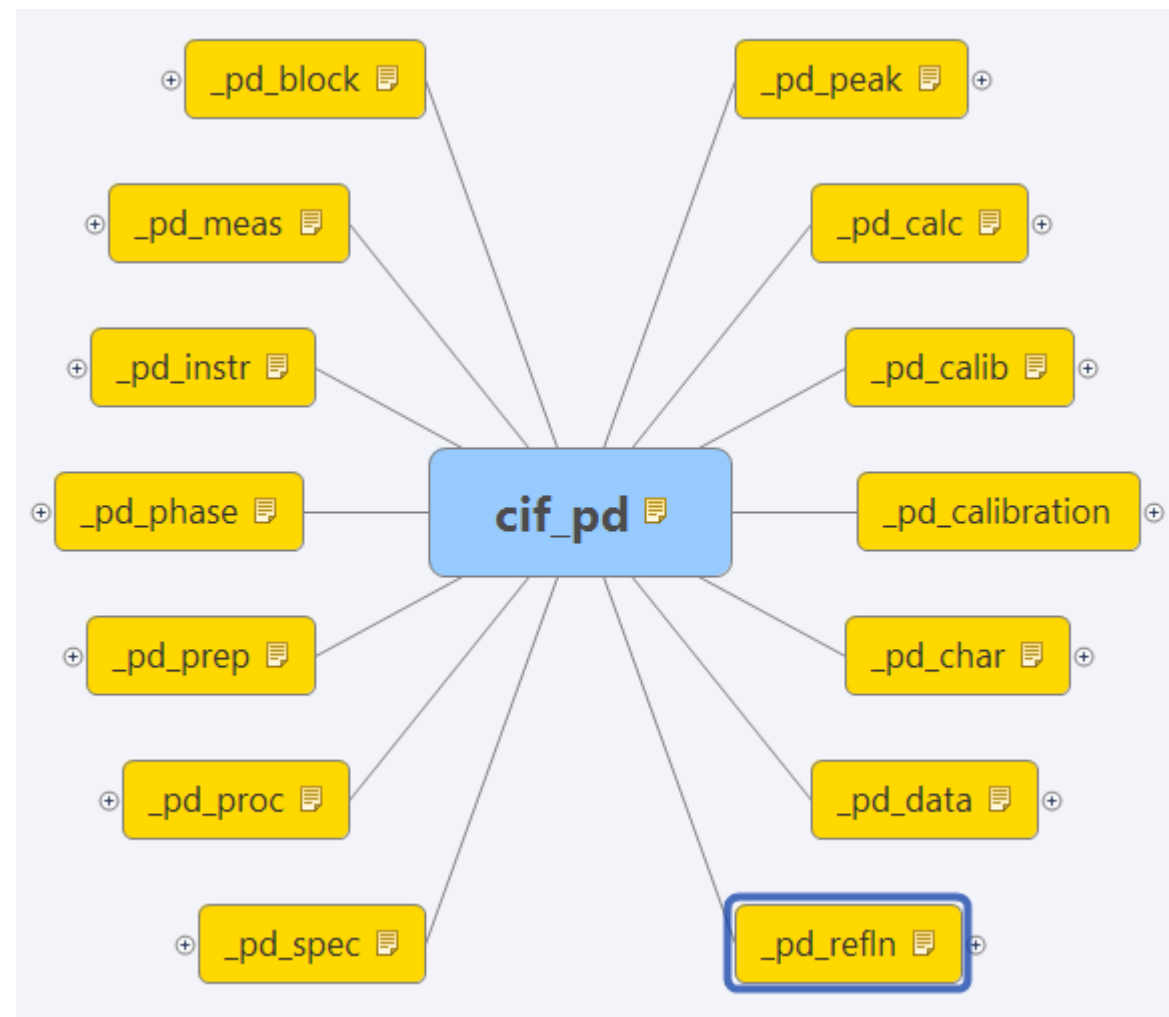 _pd_block
_pd_peak
_pd_meas
_pd_calc
_pd_instr
_pd_calib
_pd_phase
cif_pd
_pd_calibration
_pd_prep
_pd_char
_pd_proc
_pd_data
_pd_spec
_pd_refln